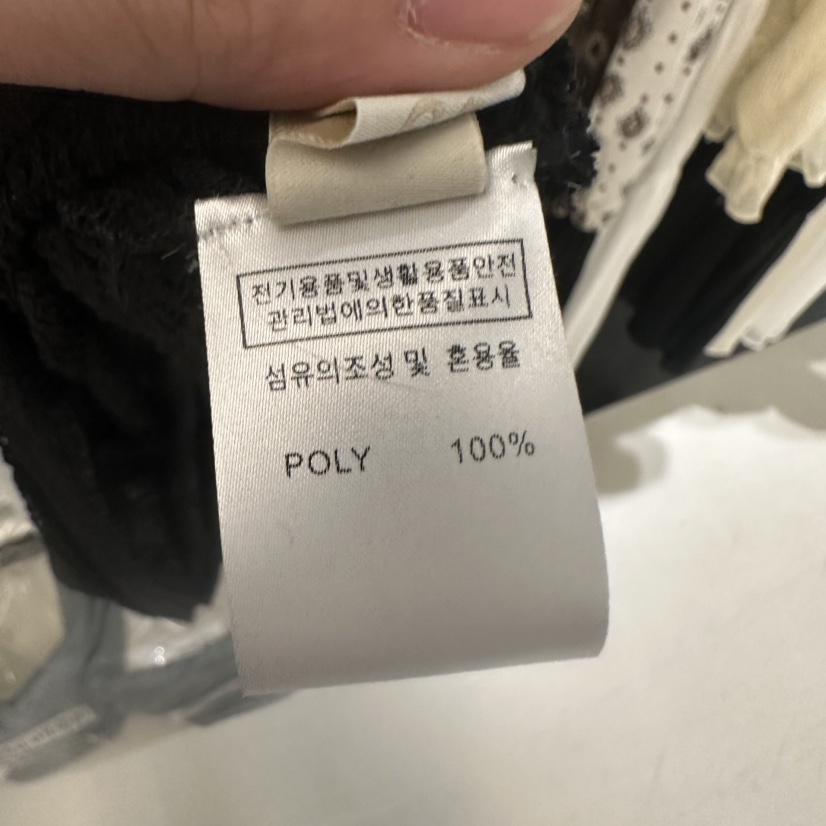 전기용품및생활용품안전
관리법에의한품질표시
섬유의조성 및 혼용율
POLY 100%